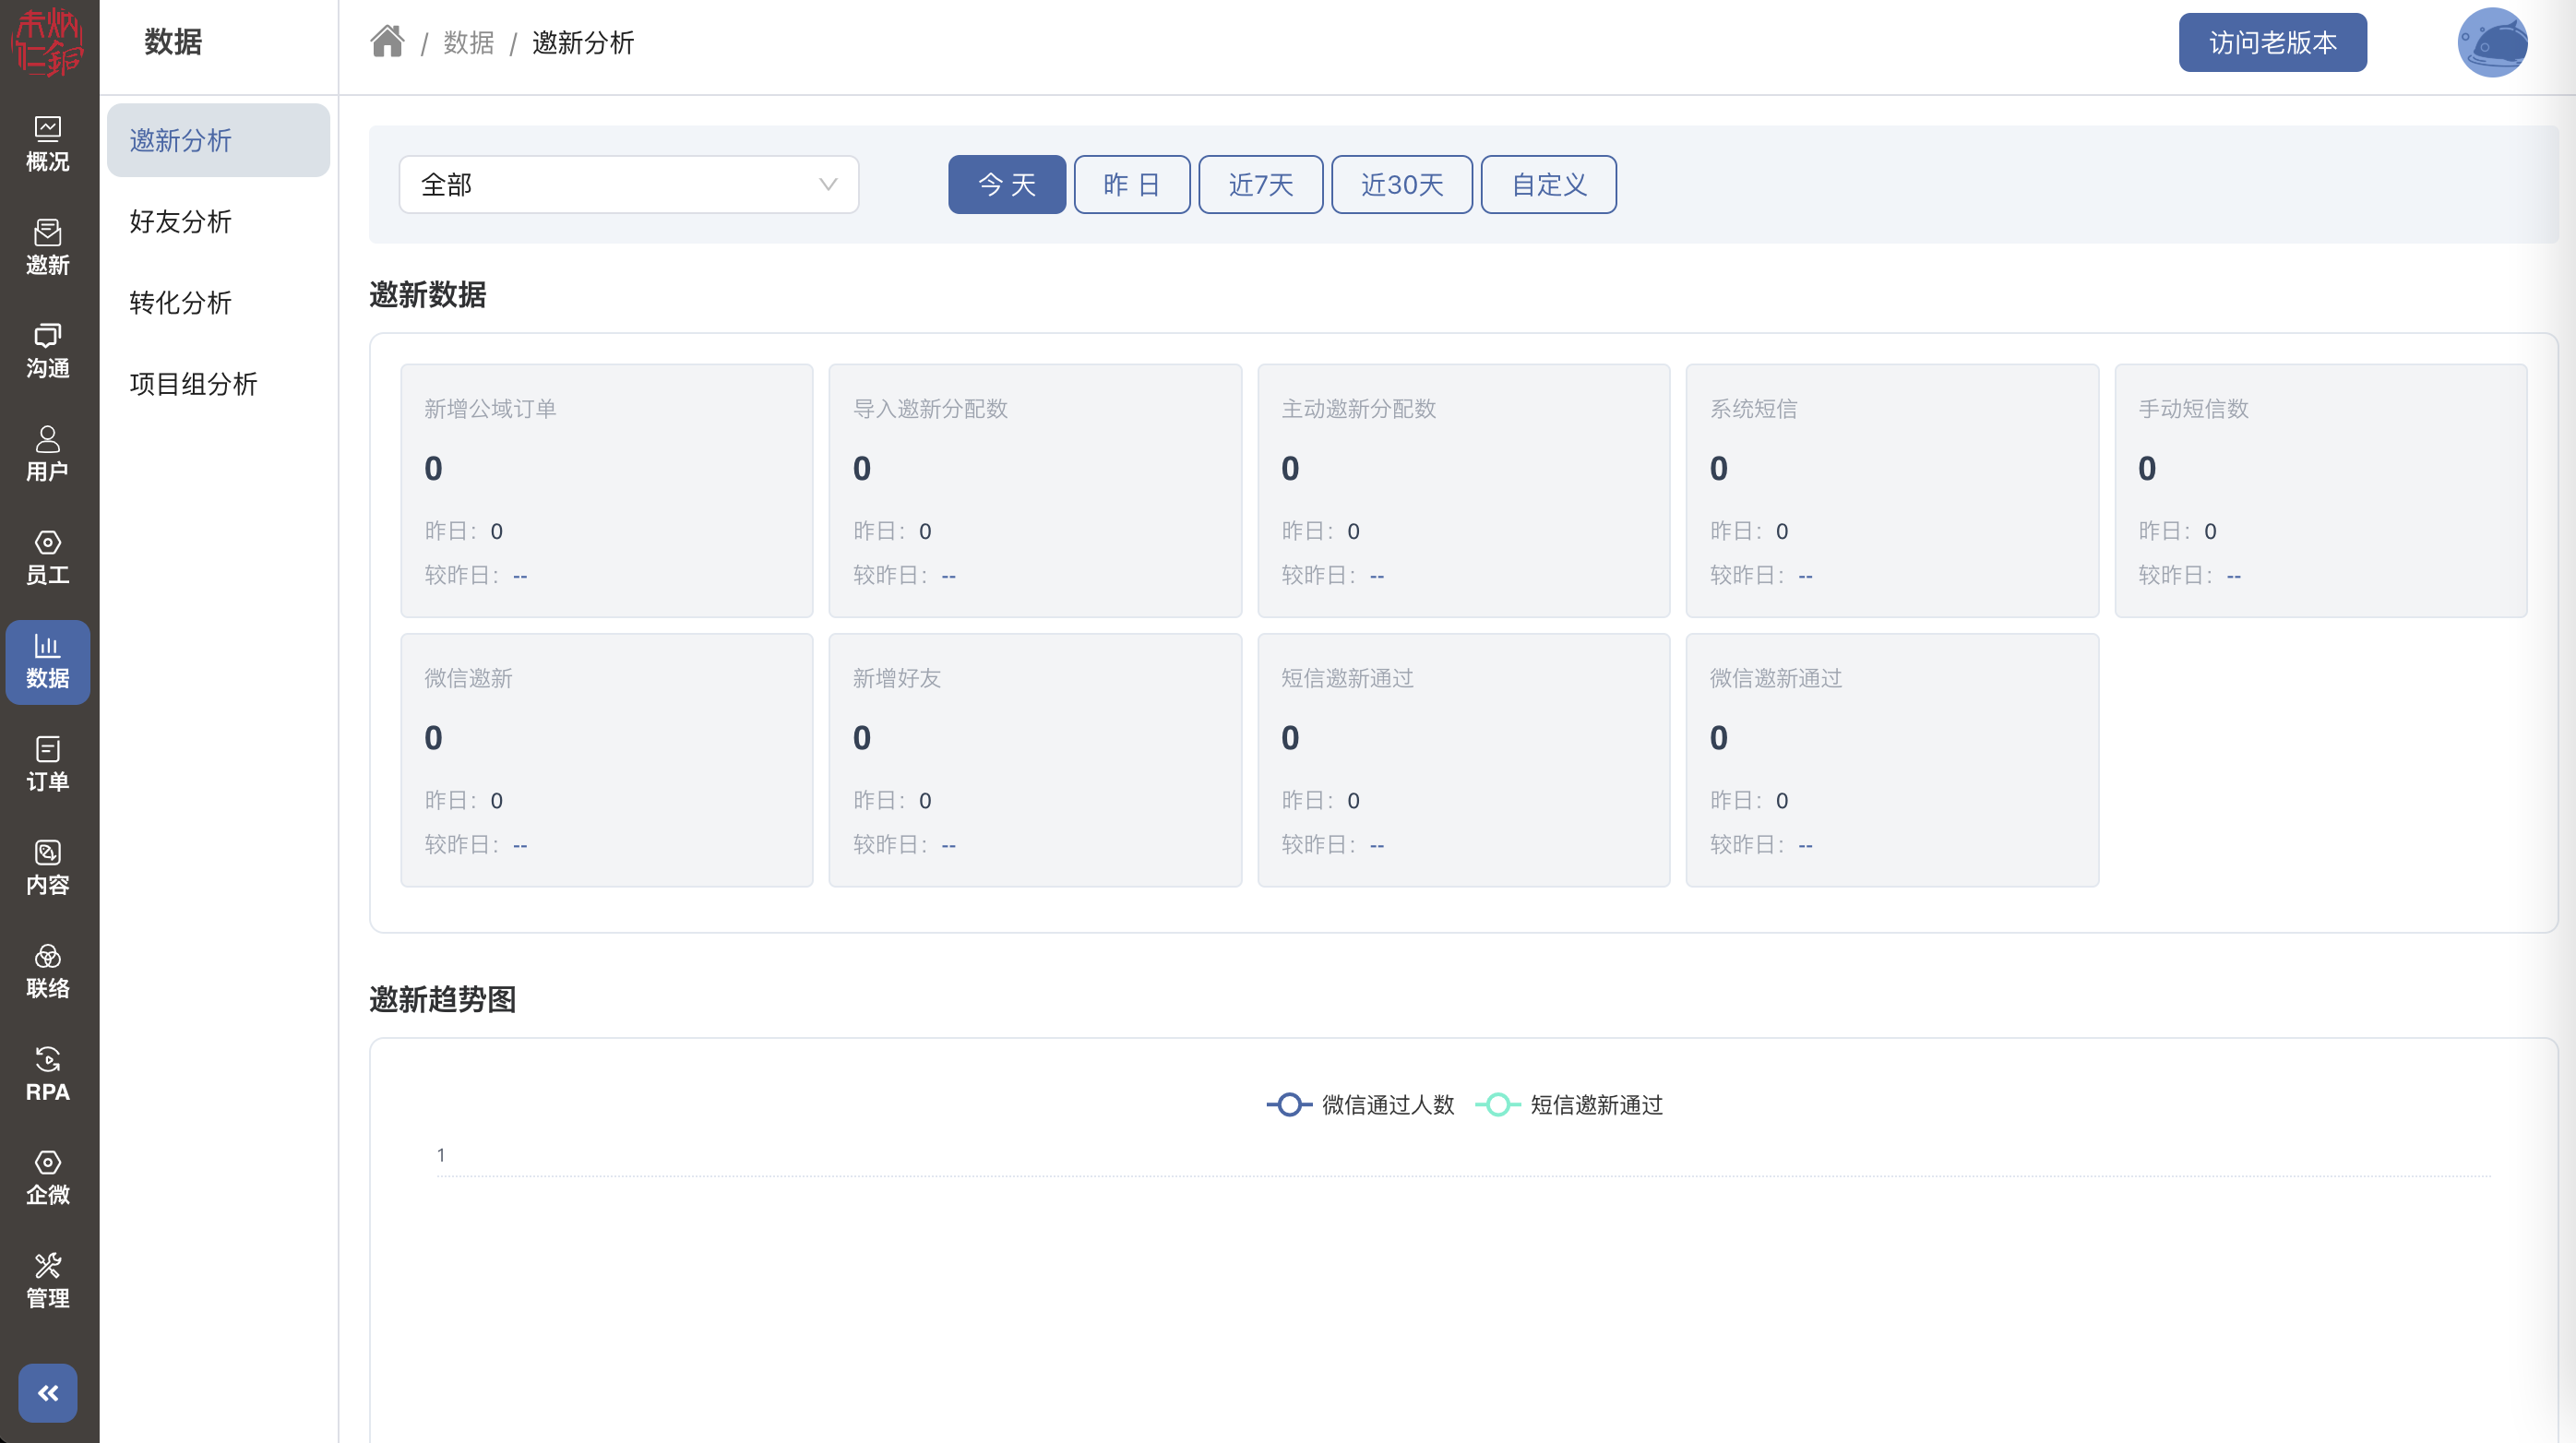 数据
/ 数据 / 邀新分析
访问老版本
概况
邀新
沟通
用户
员工
数据
订单
内容
联络
RPA
企微
管理
邀新分析
好友分析
转化分析
项目组分析
全部
今天 昨日 近7天 近30天 自定义
邀新数据
新增公域订单
0
昨日：0
较昨日：--
导入邀新分配数
0
昨日：0
较昨日：--
主动邀新分配数
0
昨日：0
较昨日：--
系统短信
0
昨日：0
较昨日：--
手动短信数
0
昨日：0
较昨日：--
微信邀新
0
昨日：0
较昨日：--
新增好友
0
昨日：0
较昨日：--
短信邀新通过
0
昨日：0
较昨日：--
微信邀新通过
0
昨日：0
较昨日：--
邀新趋势图
微信通过人数 短信邀新通过
1